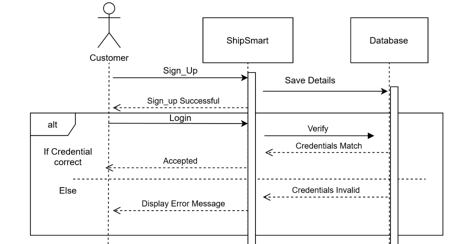 Customer
ShipSmart
Database
Sign_Up
Save Details
Sign_up Successful
alt
Login
Verify
If Credential
correct
Credentials Match
Accepted
Else
Credentials Invalid
Display Error Message